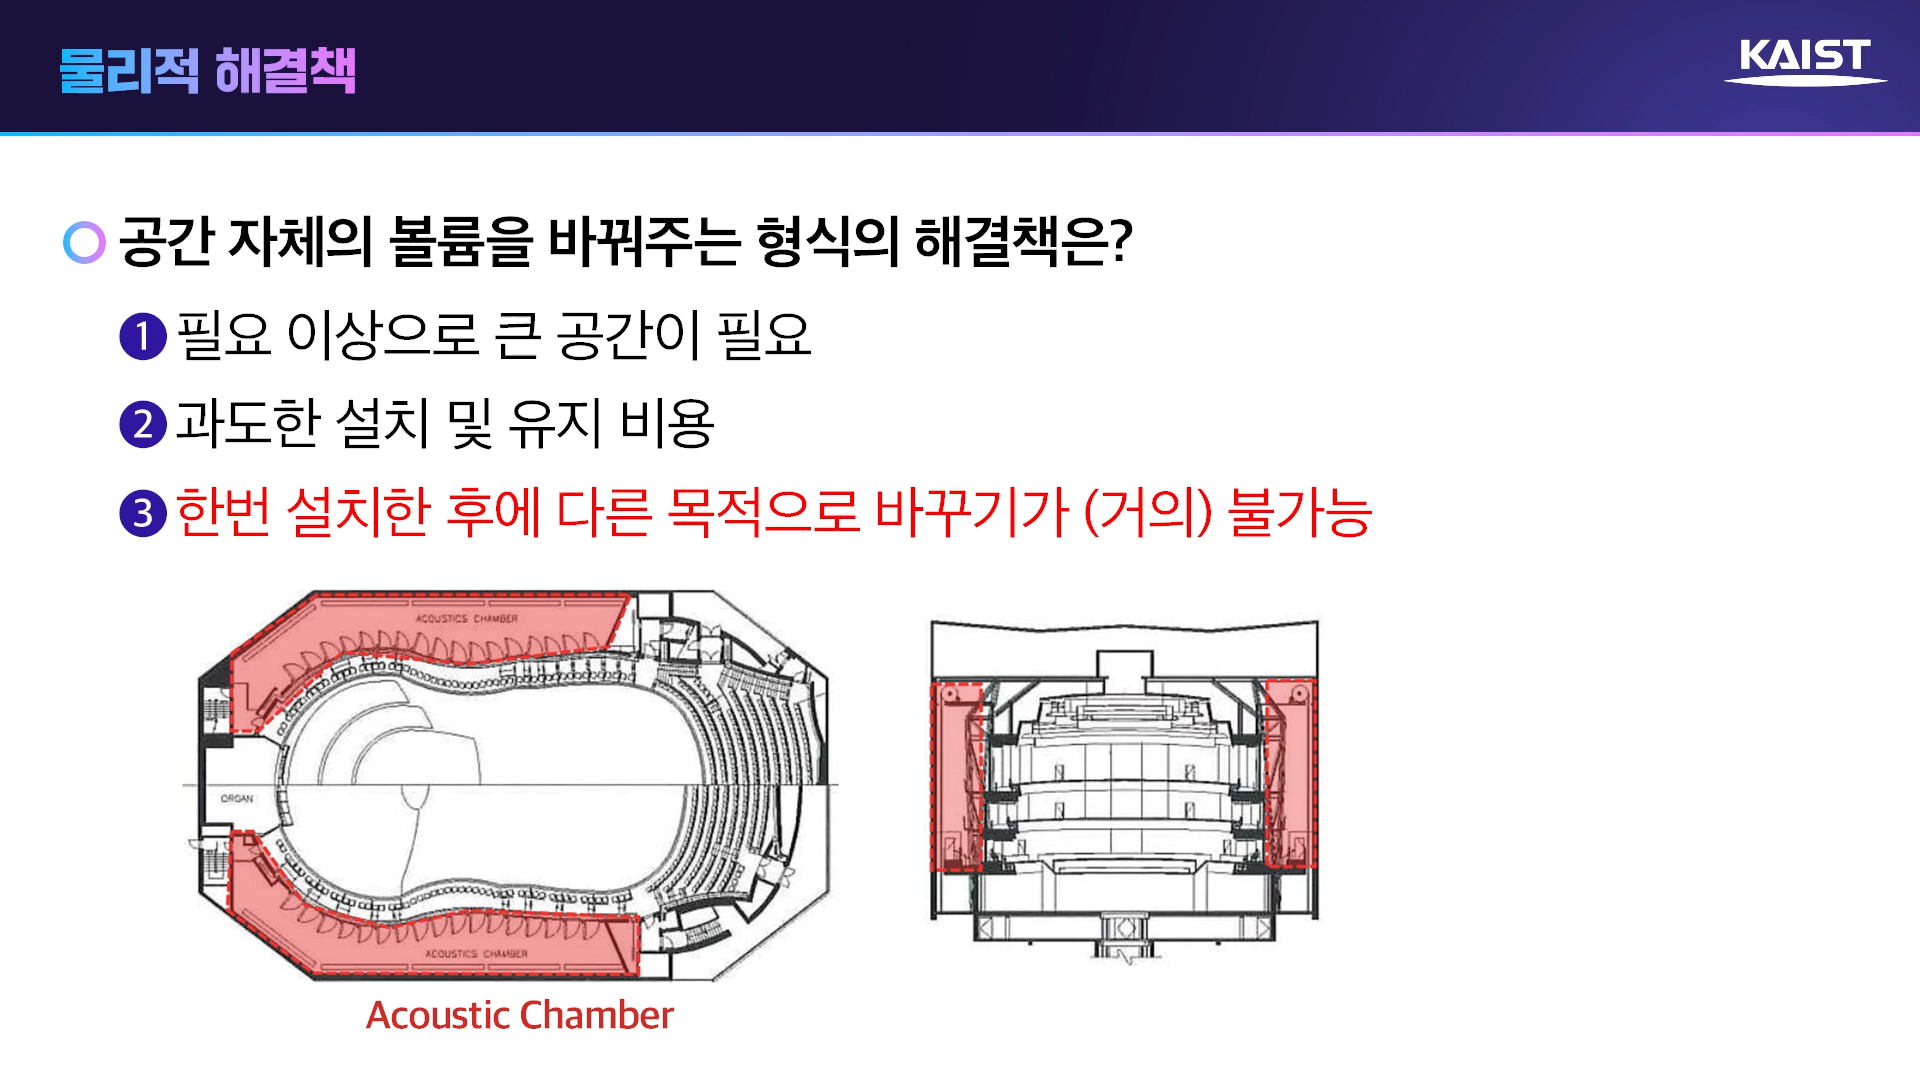 물리적 해결책
KAIST
공간 자체의 볼륨을 바꿔주는 형식의 해결책은?
1 필요 이상으로 큰 공간이 필요
2 과도한 설치 및 유지 비용
3 한번 설치한 후에 다른 목적으로 바꾸기가 (거의) 불가능
ACOUSTICS CHAMBER
ORGAN
ACOUSTICS CHAMBER
Acoustic Chamber